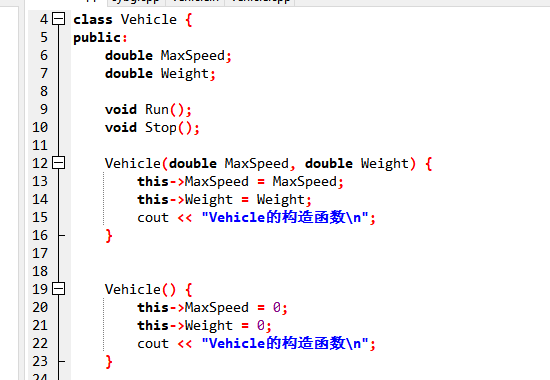 4 class Vehicle {
5 public:
6 double MaxSpeed;
7 double Weight;
8
9 void Run();
10 void Stop();
11
12 Vehicle(double MaxSpeed, double Weight) {
13 this->MaxSpeed = MaxSpeed;
14 this->Weight = Weight;
15 cout << "Vehicle的构造函数\n";
16 }
17
18
19 Vehicle() {
20 this->MaxSpeed = 0;
21 this->Weight = 0;
22 cout << "Vehicle的构造函数\n";
23 }
24